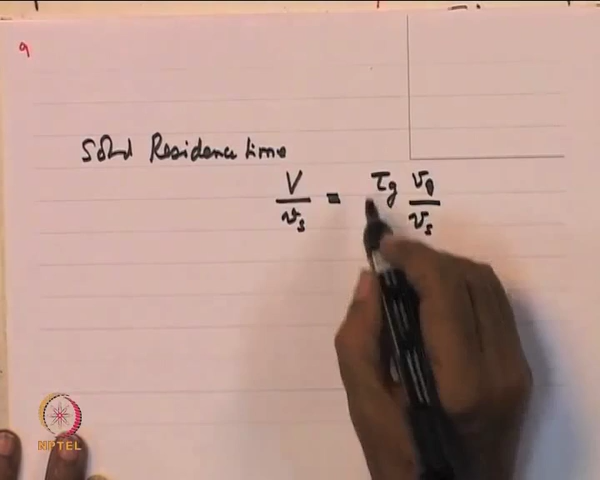 9
Solid Residence time
V/v_s = τ_g v_0/v_s
NPTEL